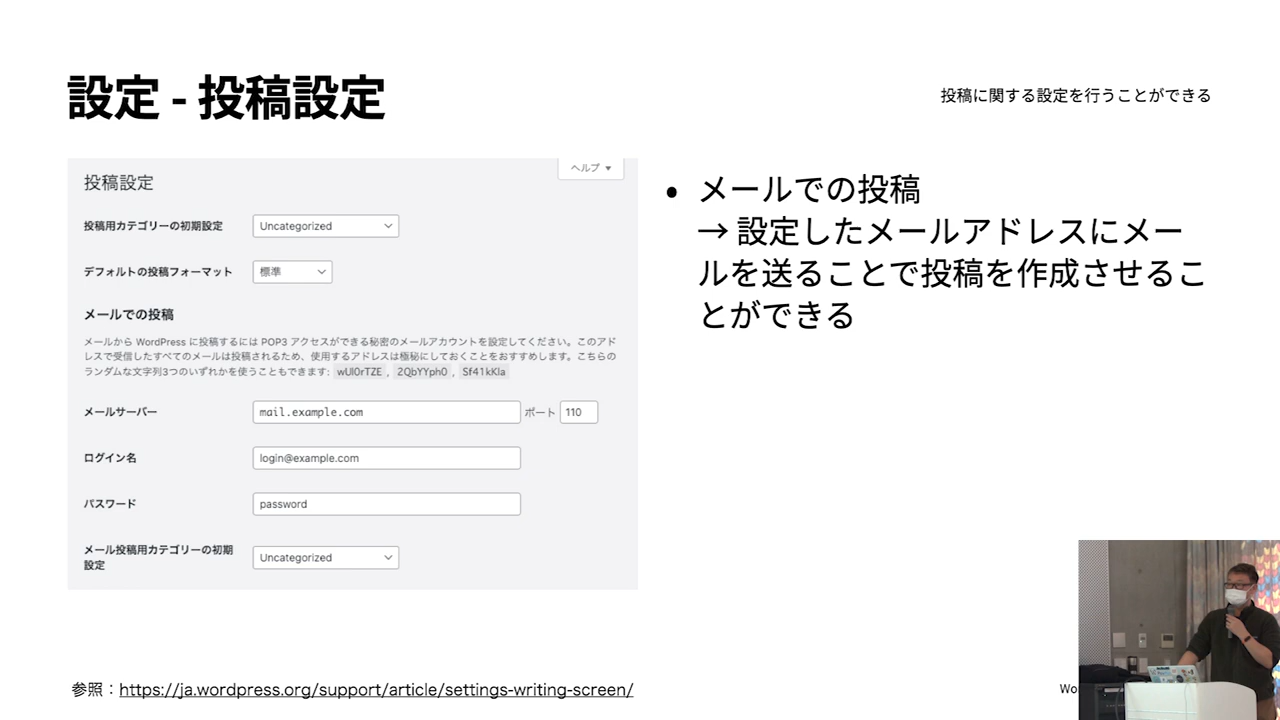 設定 - 投稿設定
投稿に関する設定を行うことができる
ヘルプ ▼
投稿設定
投稿用カテゴリーの初期設定
Uncategorized
デフォルトの投稿フォーマット
標準
メールでの投稿
メールから WordPress に投稿するには POP3 アクセスができる秘密のメールアカウントを設定してください。このアド
レスで受信したすべてのメールは投稿されるため、使用するアドレスは極秘にしておくことをおすすめします。こちらの
ランダムな文字列3つのいずれかを使うこともできます: wUl0rTZE , 2QbYYph0 , Sf41kKla
メールサーバー
mail.example.com ポート 110
ログイン名
login@example.com
パスワード
password
メール投稿用カテゴリーの初期
設定
Uncategorized
• メールでの投稿
→ 設定したメールアドレスにメー
ルを送ることで投稿を作成させるこ
とができる
参照：https://ja.wordpress.org/support/article/settings-writing-screen/
Wo